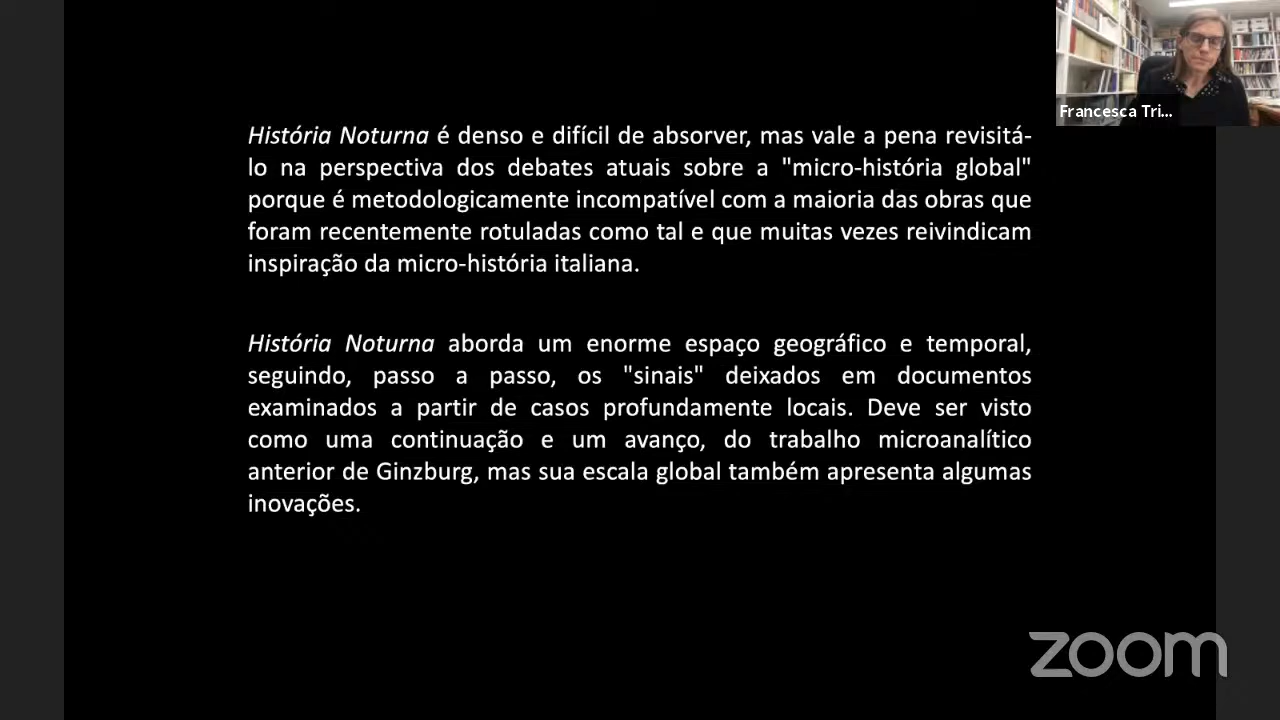 História Noturna é denso e difícil de absorver, mas vale a pena revisitá-
lo na perspectiva dos debates atuais sobre a "micro-história global"
porque é metodologicamente incompatível com a maioria das obras que
foram recentemente rotuladas como tal e que muitas vezes reivindicam
inspiração da micro-história italiana.
História Noturna aborda um enorme espaço geográfico e temporal,
seguindo, passo a passo, os "sinais" deixados em documentos
examinados a partir de casos profundamente locais. Deve ser visto
como uma continuação e um avanço, do trabalho microanalítico
anterior de Ginzburg, mas sua escala global também apresenta algumas
inovações.
Francesca Tri...
zoom